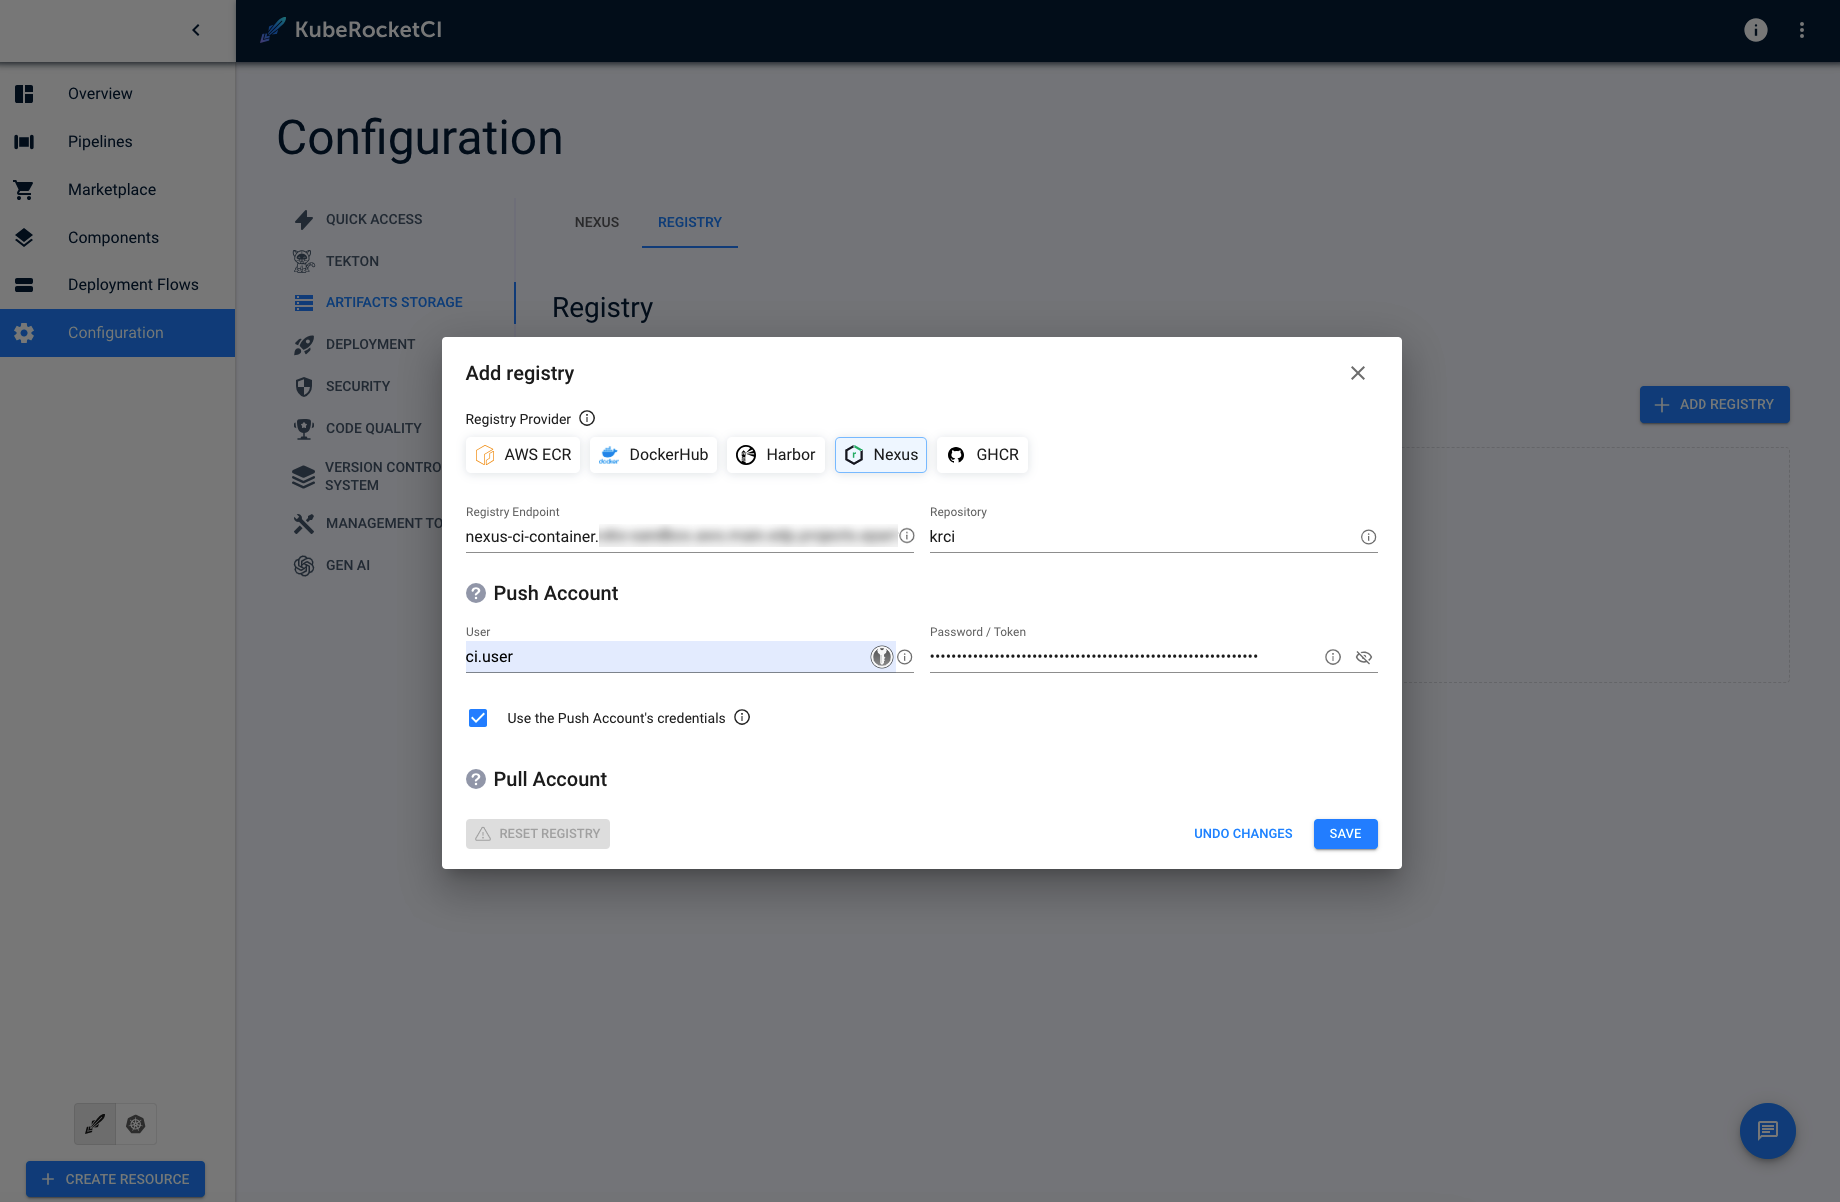 KubeRocketCI
Overview
Pipelines
Marketplace
Components
Deployment Flows
Configuration
CREATE RESOURCE
Configuration
QUICK ACCESS
TEKTON
ARTIFACTS STORAGE
DEPLOYMENT
SECURITY
CODE QUALITY
VERSION CONTRO
SYSTEM
MANAGEMENT TO
GEN AI
NEXUS REGISTRY
Registry
ADD REGISTRY
Add registry
Registry Provider
AWS ECR DockerHub Harbor Nexus GHCR
Registry Endpoint Repository
nexus-ci-container. krci
Push Account
User Password / Token
ci.user
Use the Push Account's credentials
Pull Account
RESET REGISTRY UNDO CHANGES SAVE